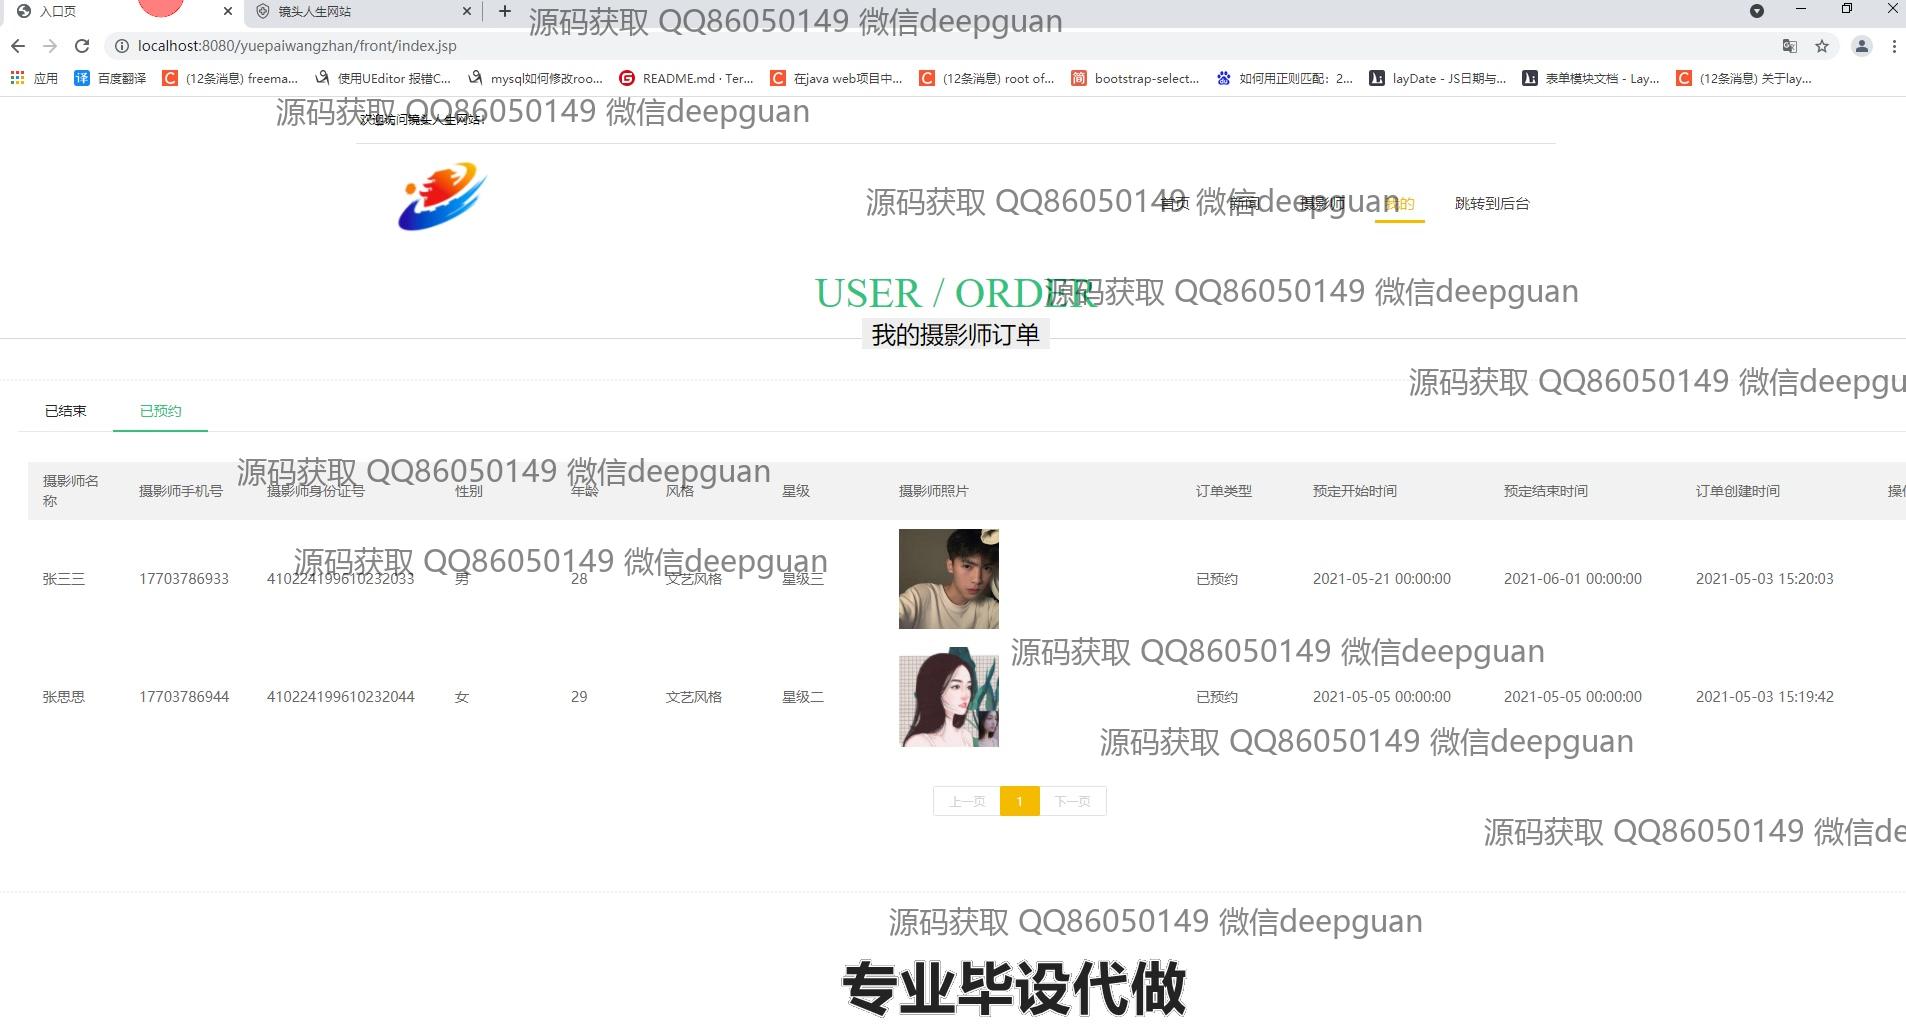 入口页
镜头人生网站
源码获取 QQ86050149 微信deepguan
localhost:8080/yuepaiwangzhan/front/index.jsp
应用
百度翻译
(12条消息) freema...
使用UEditor 报错C...
mysql如何修改roo...
README.md · Ter...
在java web项目中...
(12条消息) root of...
bootstrap-select...
如何用正则匹配：2...
layDate - JS日期与...
表单模块文档 - Lay...
(12条消息) 关于lay...
源码获取 QQ86050149 微信deepguan
欢迎访问镜头人生网站!
源码获取 QQ86050149 微信deepguan
首页 新闻 摄影师 我的 跳转到后台
USER / ORDER
源码获取 QQ86050149 微信deepguan
我的摄影师订单
源码获取 QQ86050149 微信deepgu
已结束 已预约
源码获取 QQ86050149 微信deepguan
摄影师名称 摄影师手机号 摄影师身份证号 性别 年龄 风格 星级 摄影师照片 订单类型 预定开始时间 预定结束时间 订单创建时间
源码获取 QQ86050149 微信deepguan
张三三 17703786933 410224199610232033 男 28 文艺风格 星级三 已预约 2021-05-21 00:00:00 2021-06-01 00:00:00 2021-05-03 15:20:03
源码获取 QQ86050149 微信deepguan
张思思 17703786944 410224199610232044 女 29 文艺风格 星级二 已预约 2021-05-05 00:00:00 2021-05-05 00:00:00 2021-05-03 15:19:42
源码获取 QQ86050149 微信deepguan
上一页 1 下一页
源码获取 QQ86050149 微信de
源码获取 QQ86050149 微信deepguan
专业毕设代做